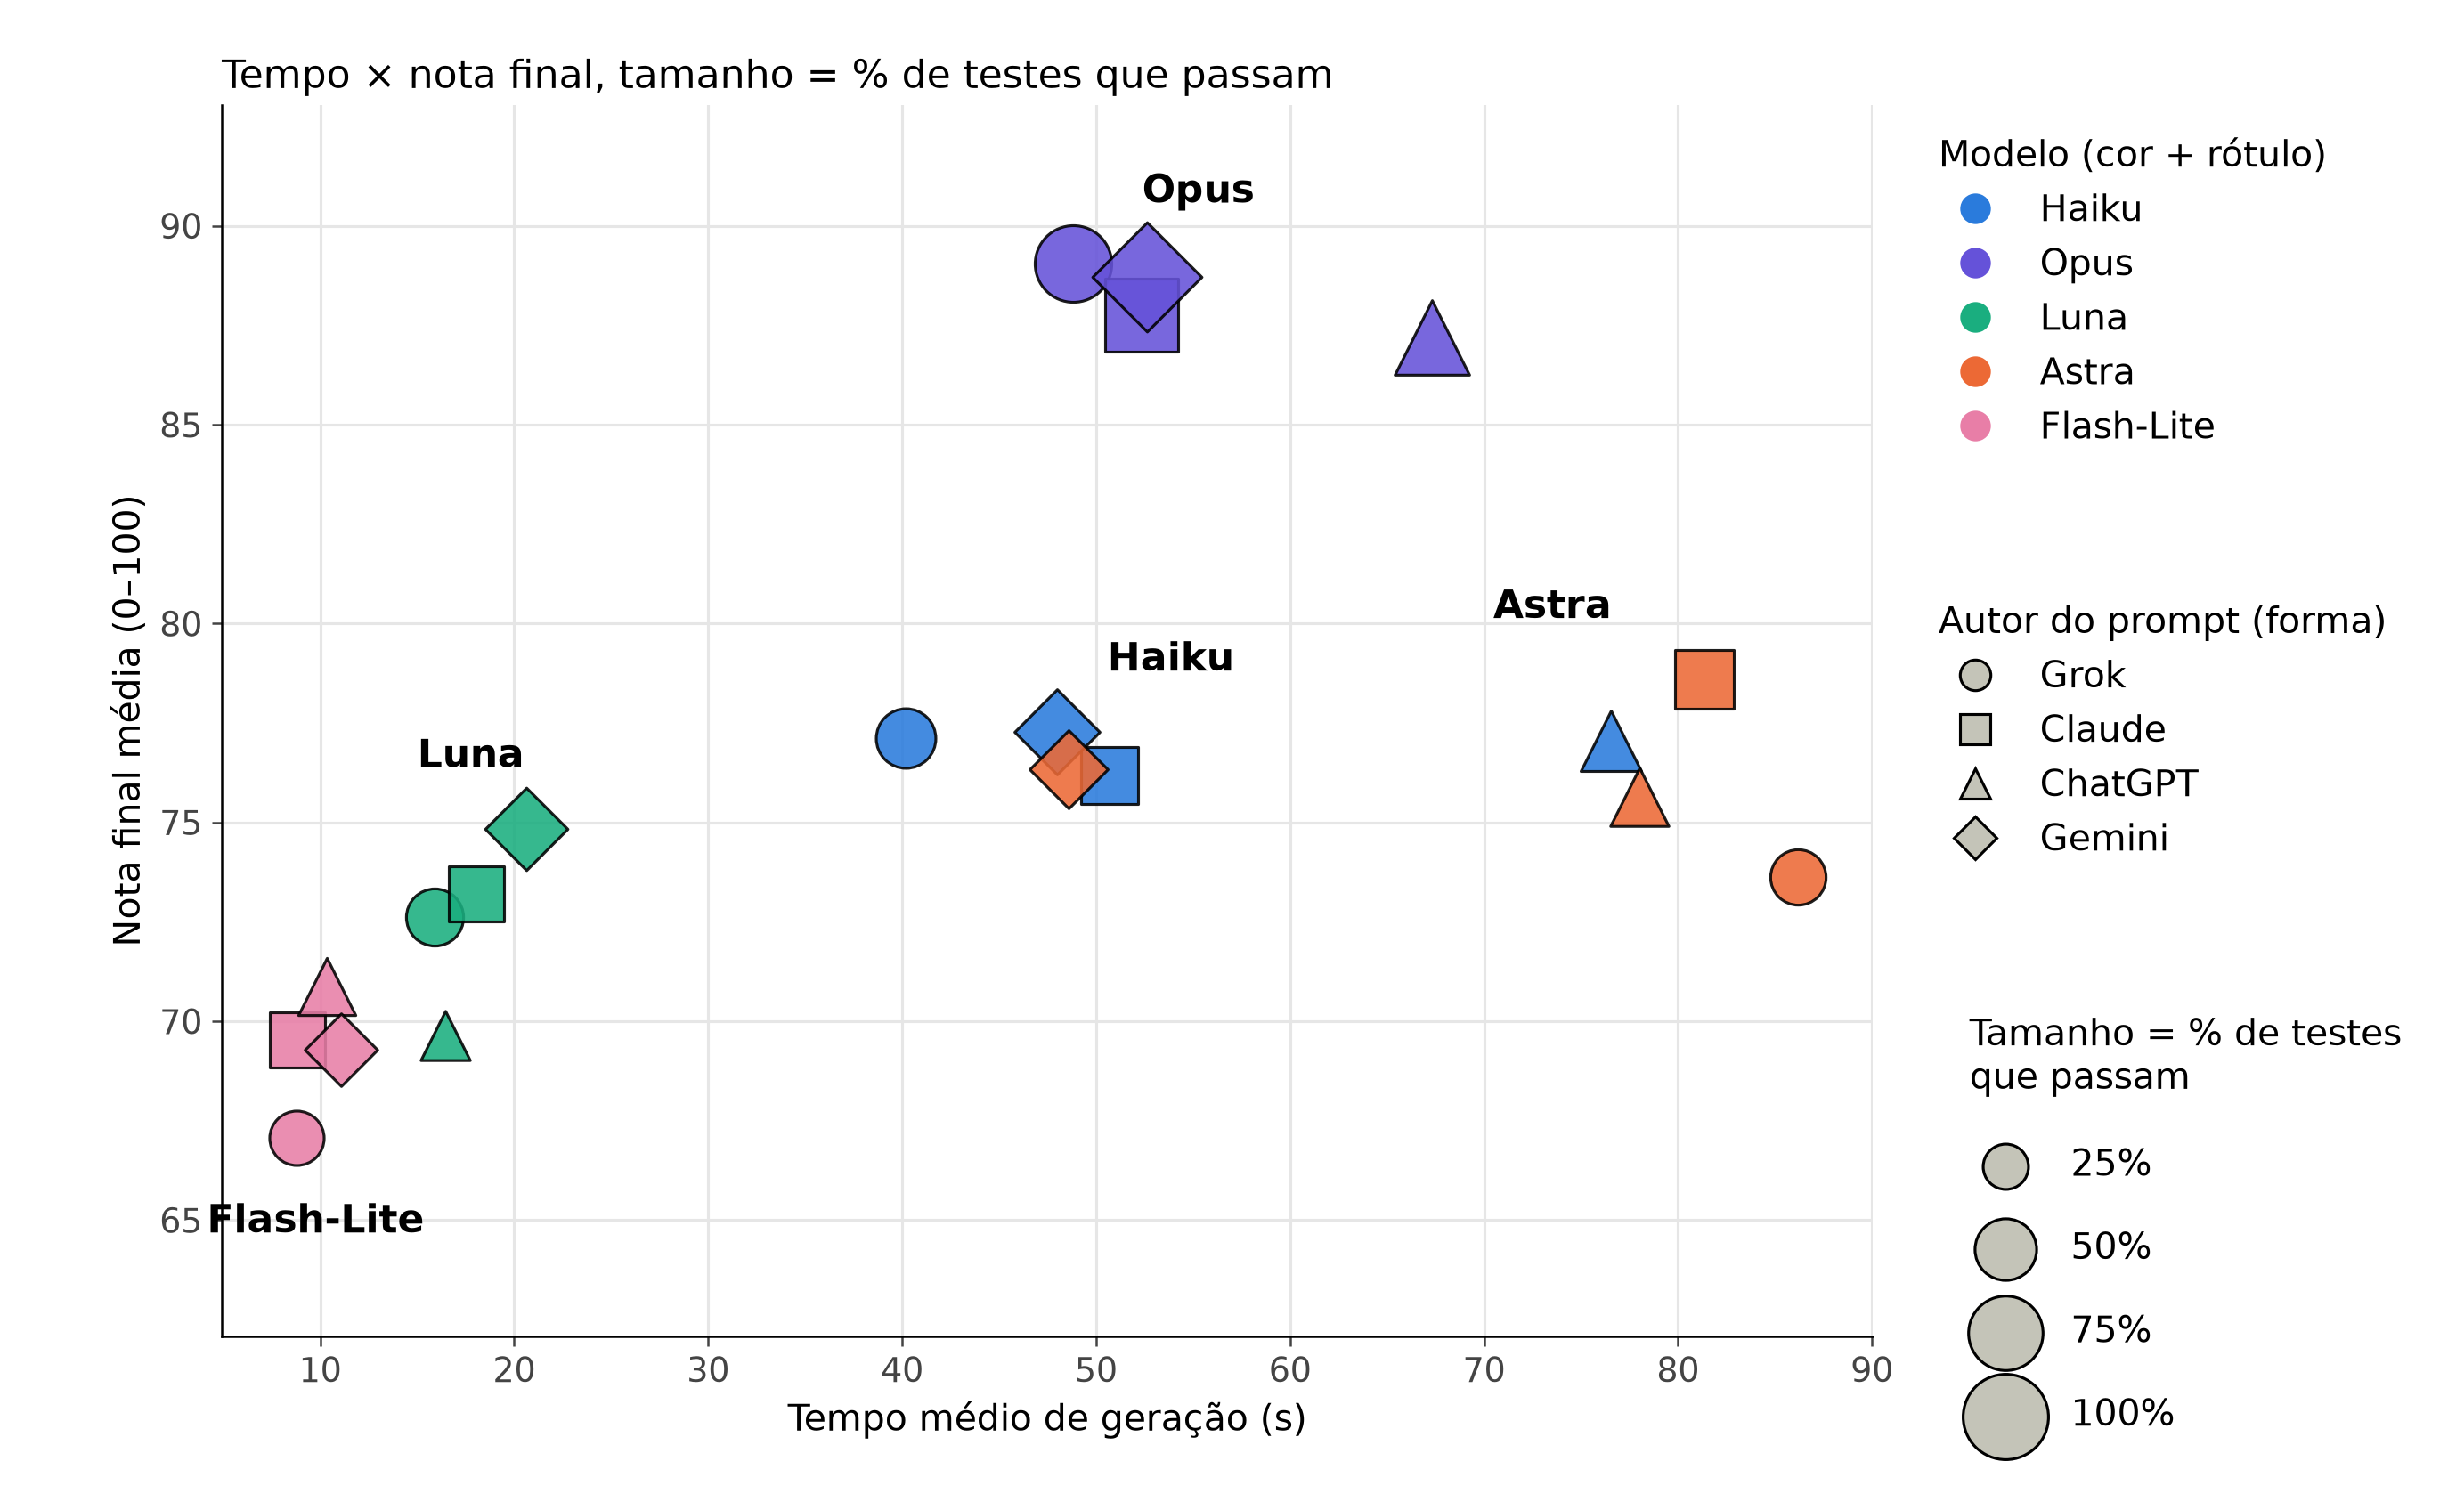 Tempo × nota final, tamanho = % de testes que passam
Nota final média (0–100)
90
85
80
75
70
65
Opus
Astra
Haiku
Luna
Flash-Lite
10
20
30
40
50
60
70
80
90
Tempo médio de geração (s)
Modelo (cor + rótulo)
Haiku
Opus
Luna
Astra
Flash-Lite
Autor do prompt (forma)
Grok
Claude
ChatGPT
Gemini
Tamanho = % de testes
que passam
25%
50%
75%
100%